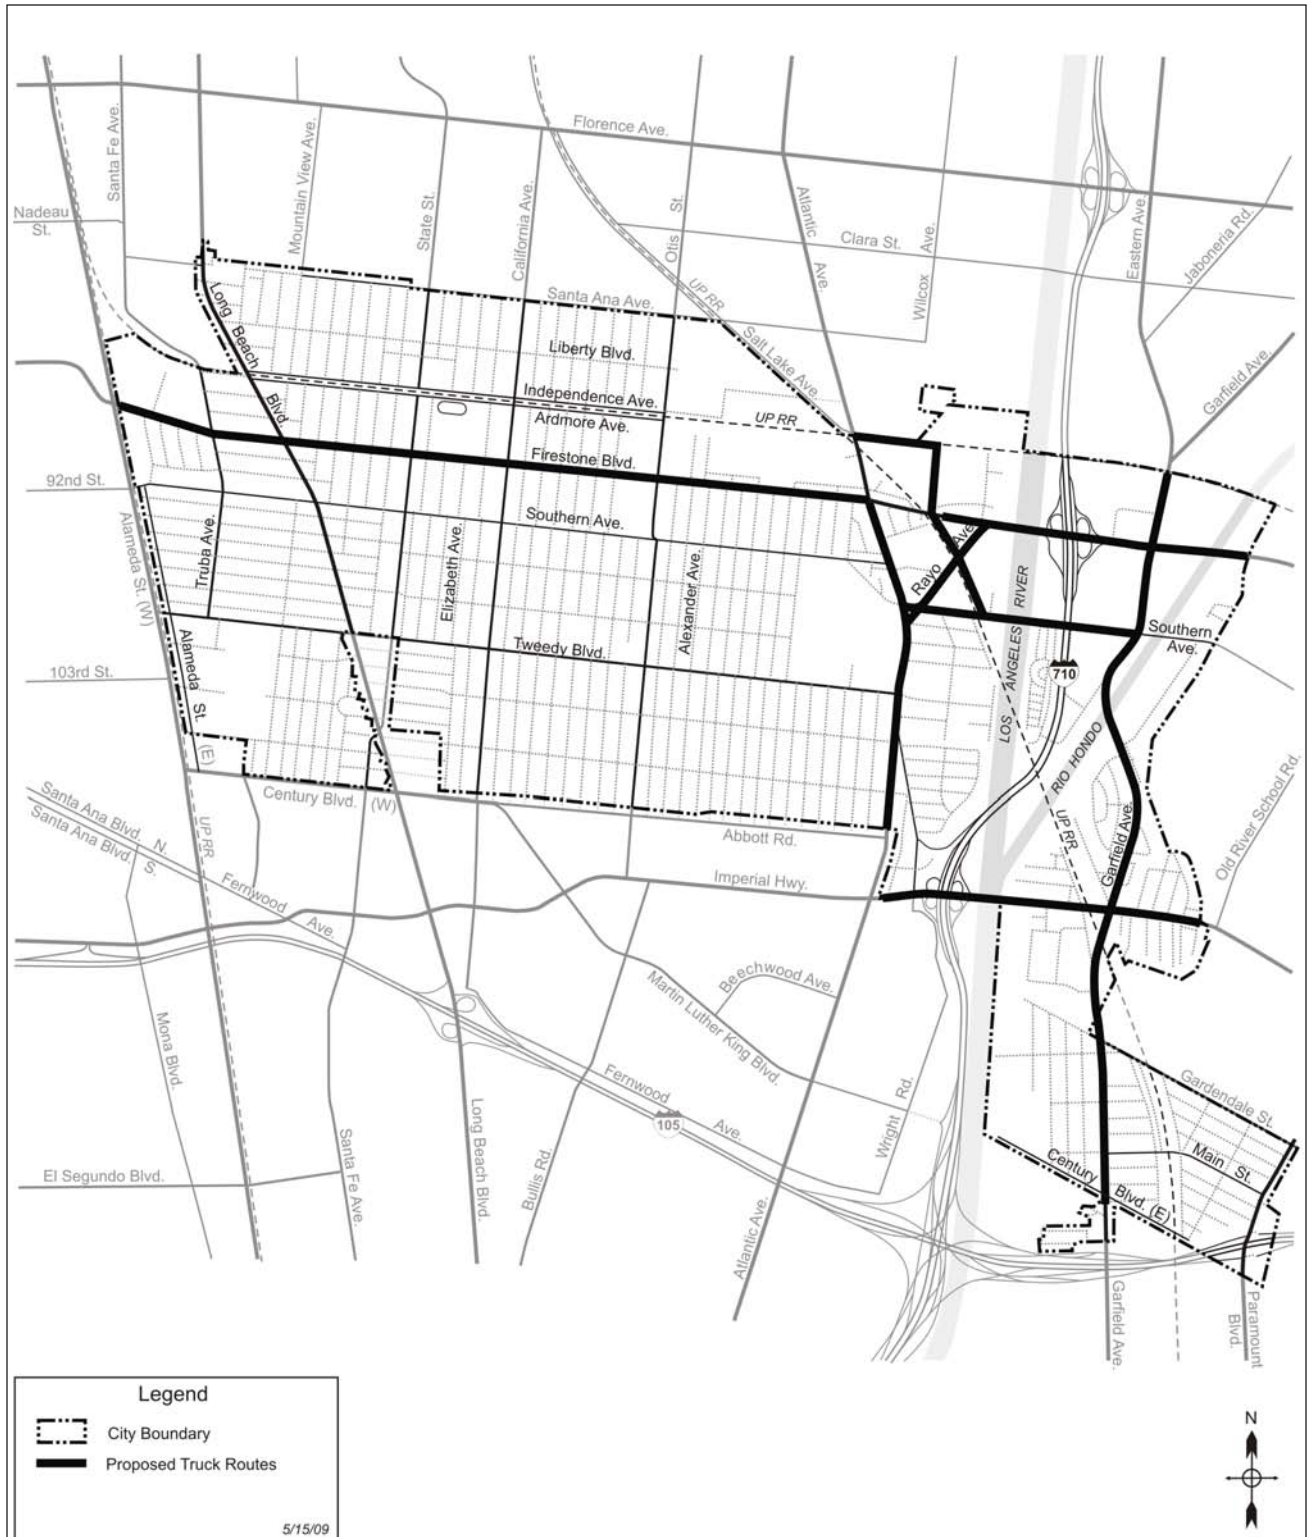 Florence Ave.
Santa Fe Ave.
Mountain View Ave.
State St.
California Ave.
Otis St.
Atlantic Ave.
Clara St.
Wilcox Ave.
Eastern Ave.
Jaboneria Rd.
Nadeau
St.
Santa Ana Ave.
UP RR
Salt Lake Ave.
Garfield Ave.
Long Beach Blvd.
Liberty Blvd.
Independence Ave.
Ardmore Ave.
UP RR
Firestone Blvd.
92nd St.
Southern Ave.
Truba Ave.
Elizabeth Ave.
Alexander Ave.
Rayo Ave.
LOS ANGELES RIVER
Alameda St. (W)
Alameda St. (E)
Tweedy Blvd.
Southern
Ave.
710
103rd St.
RIO HONDO
UP RR
Garfield Ave.
Old River School Rd.
Century Blvd. (W)
Abbott Rd.
Santa Ana Blvd. N.
Santa Ana Blvd. S.
UP RR
Imperial Hwy.
Fernwood Ave.
Beechwood Ave.
Martin Luther King Blvd.
Mona Blvd.
Fernwood Ave.
105
Wright Rd.
Gardendale St.
Main St.
Century Blvd. (E)
El Segundo Blvd.
Santa Fe Ave.
Long Beach Blvd.
Bullis Rd.
Atlantic Ave.
Garfield Ave.
Paramount
Blvd.
Legend
City Boundary
Proposed Truck Routes
5/15/09
N